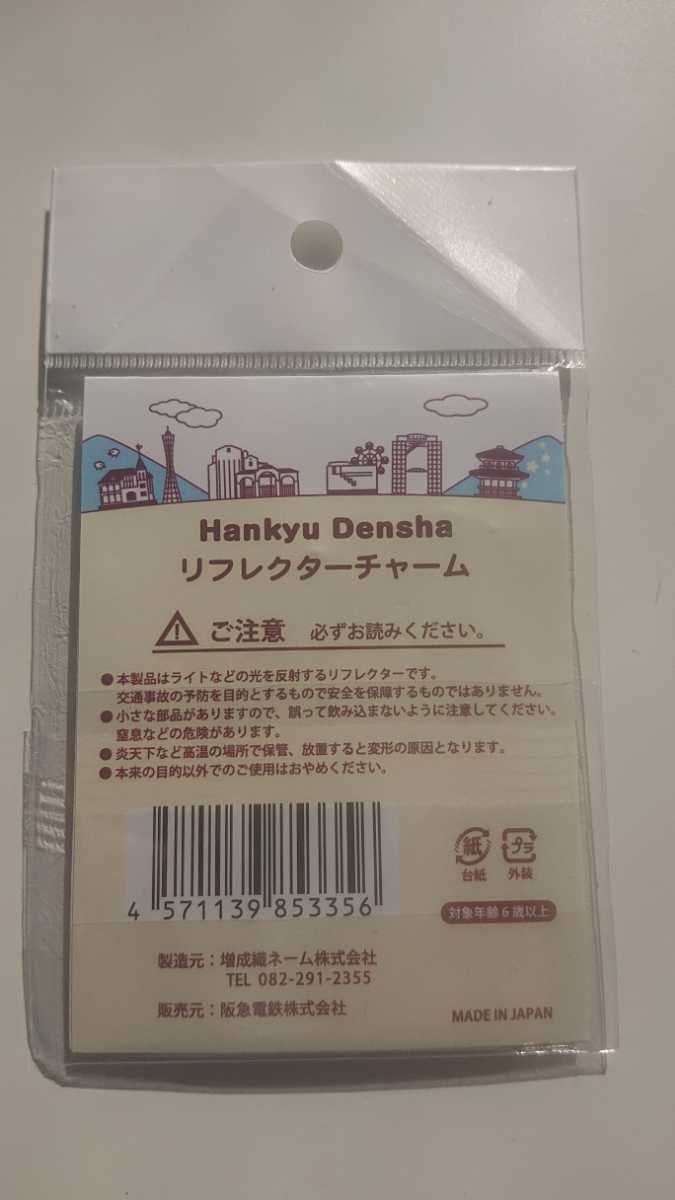 Hankyu Densha
リフレクターチャーム
ご注意 必ずお読みください。
●本製品はライトなどの光を反射するリフレクターです。
交通事故の予防を目的とするもので安全を保障するものではありません。
●小さな部品がありますので、誤って飲み込まないように注意してください。
窒息などの危険があります。
●炎天下など高温の場所で保管、放置すると変形の原因となります。
●本来の目的以外でのご使用はおやめください。
4 571139 853356
紙 プラ
台紙 外装
対象年齢6歳以上
製造元：増成織ネーム株式会社
TEL 082-291-2355
販売元：阪急電鉄株式会社
MADE IN JAPAN